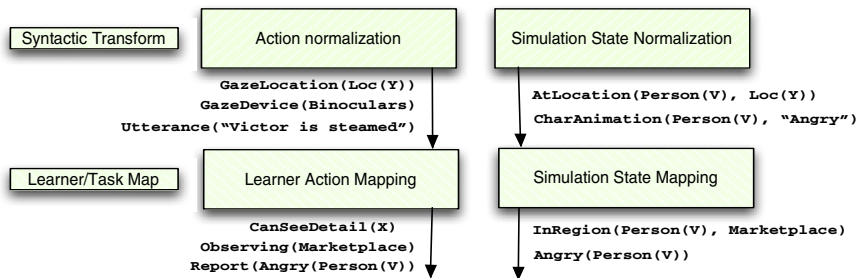 Syntactic Transform
Action normalization
Simulation State Normalization
GazeLocation(Loc(Y))
GazeDevice(Binoculars)
Utterance(“Victor is steamed”)
AtLocation(Person(V), Loc(Y))
CharAnimation(Person(V), “Angry”)
Learner/Task Map
Learner Action Mapping
Simulation State Mapping
CanSeeDetail(X)
Observing(Marketplace)
Report(Angry(Person(V))
InRegion(Person(V), Marketplace)
Angry(Person(V))